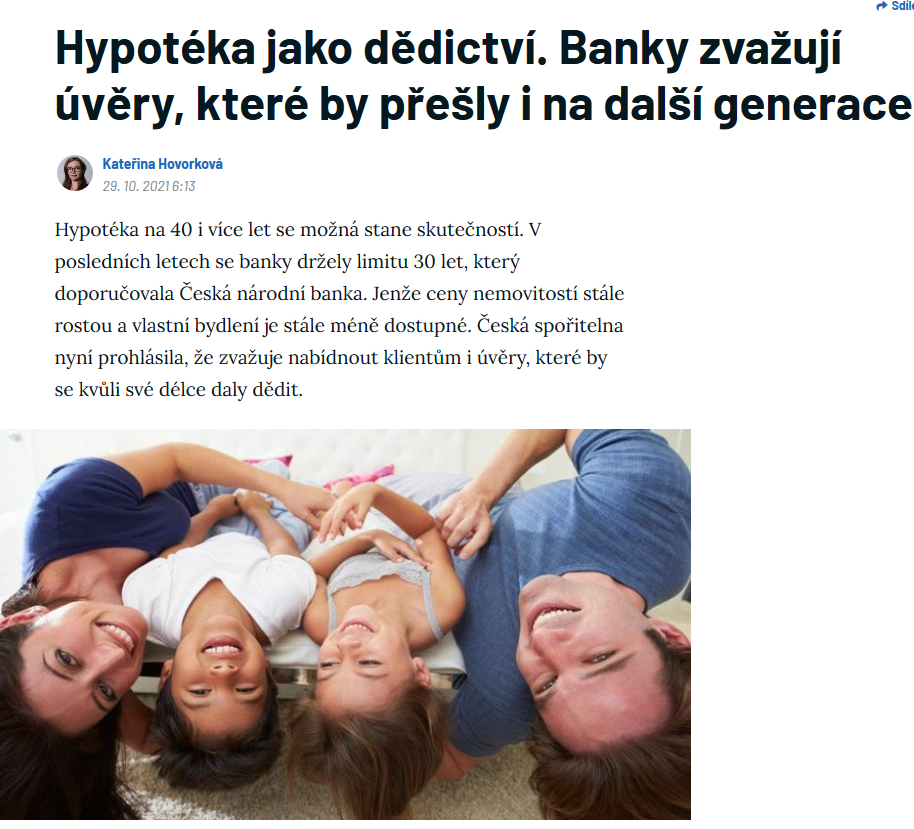 Hypotéka jako dědictví. Banky zvažují
úvěry, které by přešly i na další generace
Kateřina Hovorková
29. 10. 2021 6:13
Hypotéka na 40 i více let se možná stane skutečností. V
posledních letech se banky držely limitu 30 let, který
doporučovala Česká národní banka. Jenže ceny nemovitostí stále
rostou a vlastní bydlení je stále méně dostupné. Česká spořitelna
nyní prohlásila, že zvažuje nabídnout klientům i úvěry, které by
se kvůli své délce daly dědit.